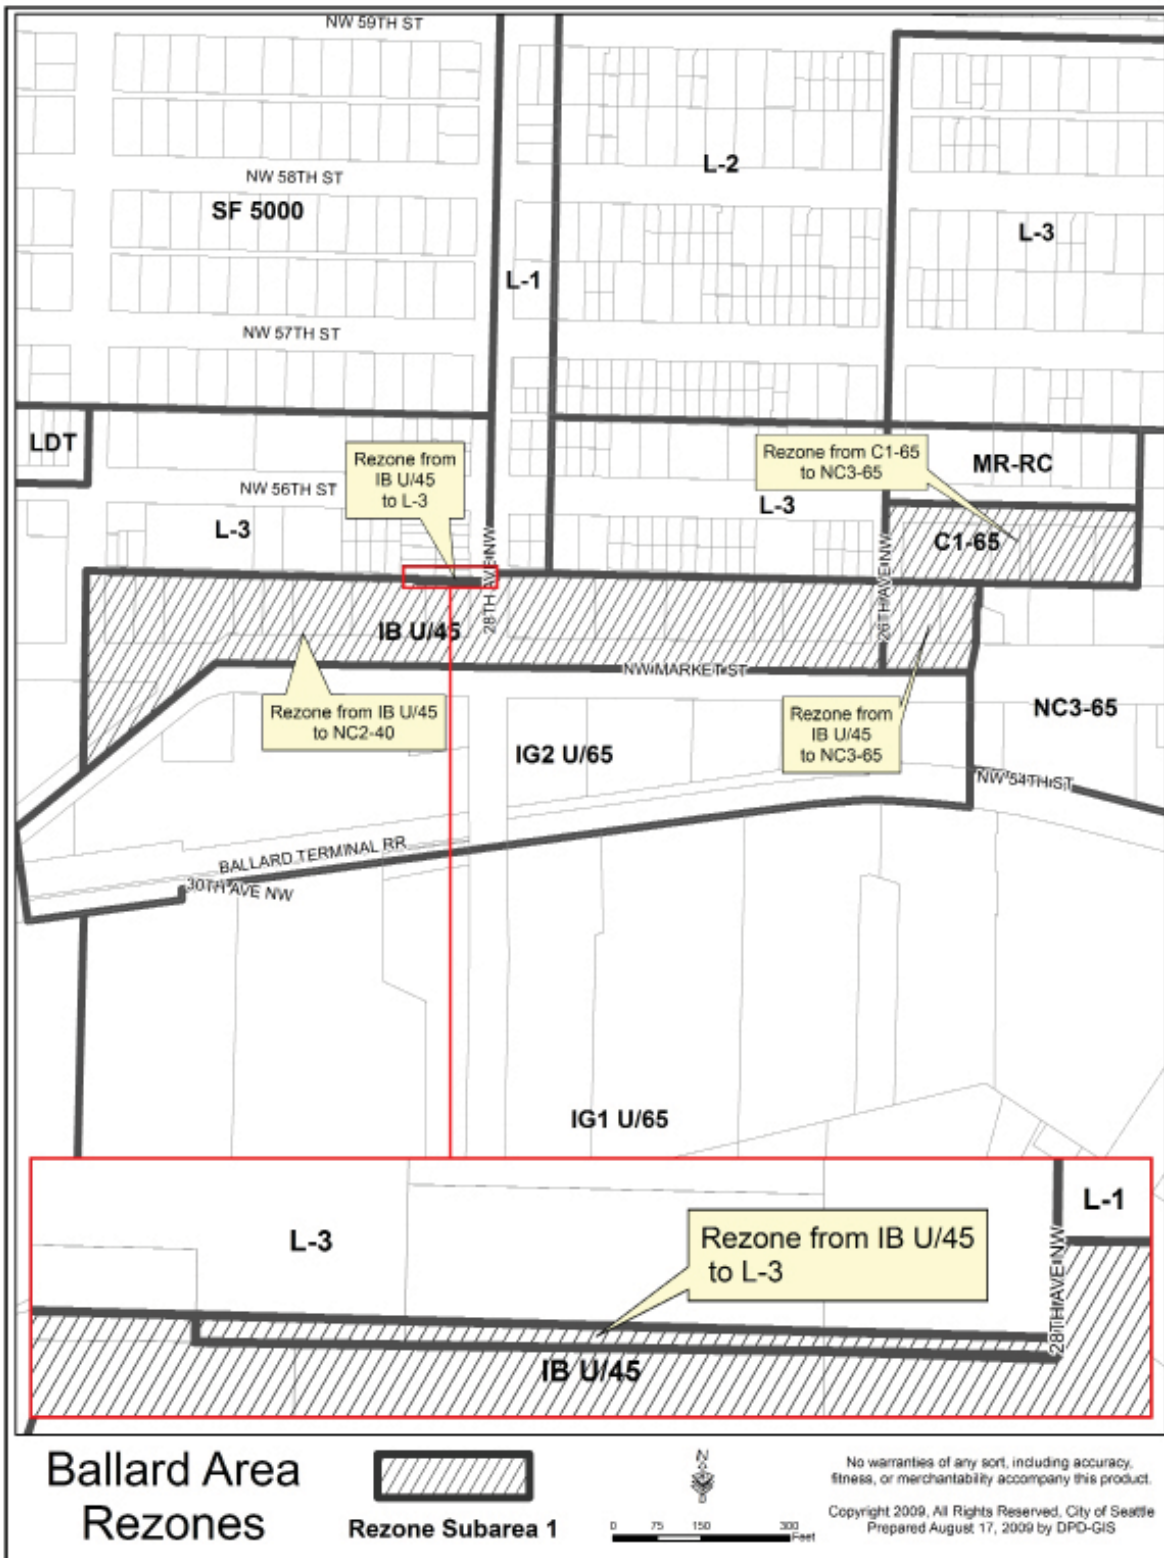 NW 59TH ST
L-2
NW 58TH ST
SF 5000
L-3
L-1
NW 57TH ST
LDT
Rezone from
IB U/45
to L-3
Rezone from C1-65
to NC3-65
MR-RC
NW 56TH ST
L-3
L-3
C1-65
28TH AVE NW
26TH AVE NW
IB U/45
NW MARKET ST
Rezone from IB U/45
to NC2-40
Rezone from
IB U/45
to NC3-65
NC3-65
IG2 U/65
NW 54TH ST
BALLARD TERMINAL RR
30TH AVE NW
IG1 U/65
L-3
Rezone from IB U/45
to L-3
L-1
28TH AVE NW
IB U/45
Ballard Area
Rezones
Rezone Subarea 1
N
0 75 150 300
Feet
No warranties of any sort, including accuracy,
fitness, or merchantability accompany this product.
Copyright 2009, All Rights Reserved, City of Seattle
Prepared August 17, 2009 by DPD-GIS